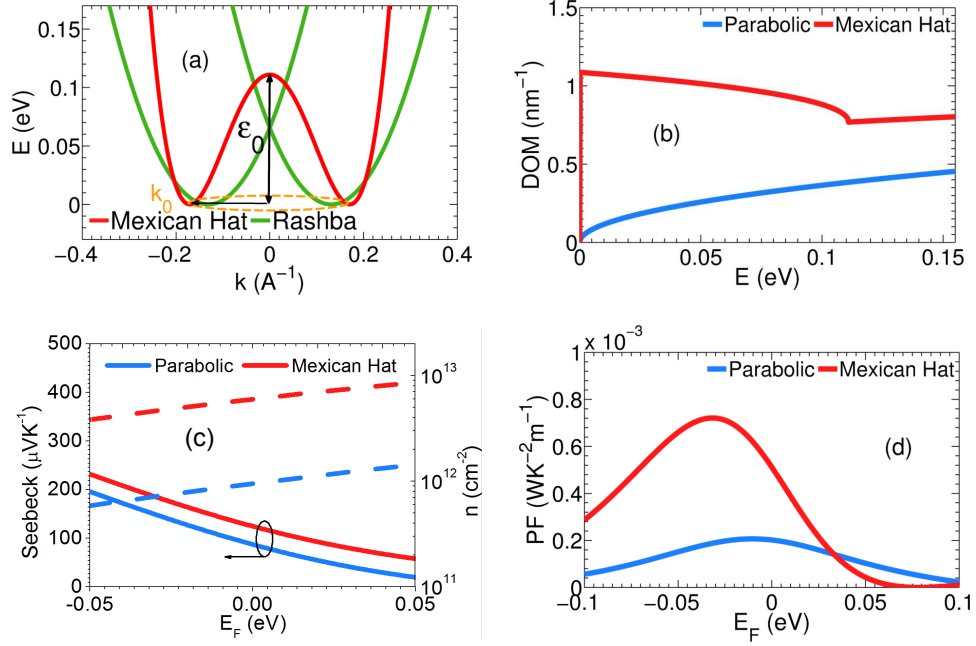 (a)
0.1
0.05
0
E (eV)
ε0
k0
Mexican Hat
Rashba
−0.4
−0.2
0
0.2
0.4
k (A⁻¹)
1.5
1
0.5
0
DOM (nm⁻¹)
Parabolic
Mexican Hat
(b)
0
0.05
0.1
0.15
E (eV)
500
400
300
200
100
0
Seebeck (μVK⁻¹)
Parabolic
Mexican Hat
(c)
10¹³
10¹²
10¹¹
n (cm⁻²)
-0.05
0.00
0.05
E_F (eV)
1 x 10⁻³
0.8
0.6
0.4
0.2
0
PF (WK⁻²m⁻¹)
Parabolic
Mexican Hat
(d)
−0.1
−0.05
0
0.05
0.1
E_F (eV)